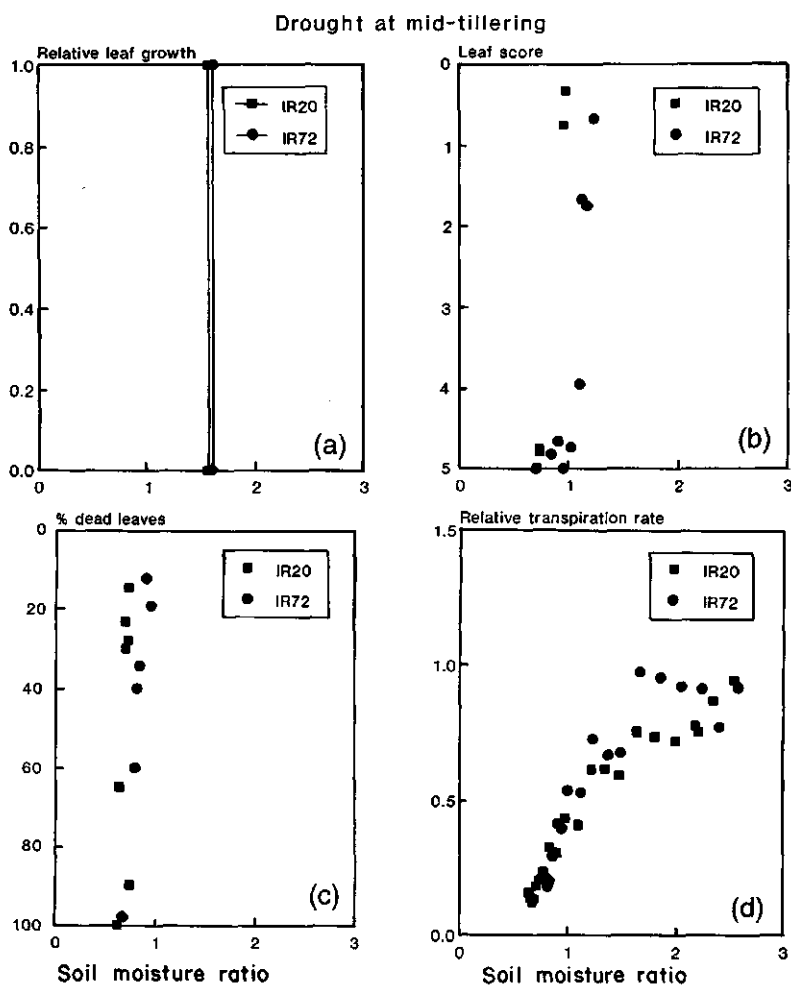 Drought at mid-tillering
Relative leaf growth
1.0
0.8
0.6
0.4
0.2
0.0
IR20
IR72
(a)
0 1 2 3
Leaf score
0
1
2
3
4
5
IR20
IR72
(b)
0 1 2 3
% dead leaves
0
20
40
60
80
100
IR20
IR72
(c)
0 1 2 3
Soil moisture ratio
Relative transpiration rate
1.5
1.0
0.5
0.0
IR20
IR72
(d)
0 1 2 3
Soil moisture ratio